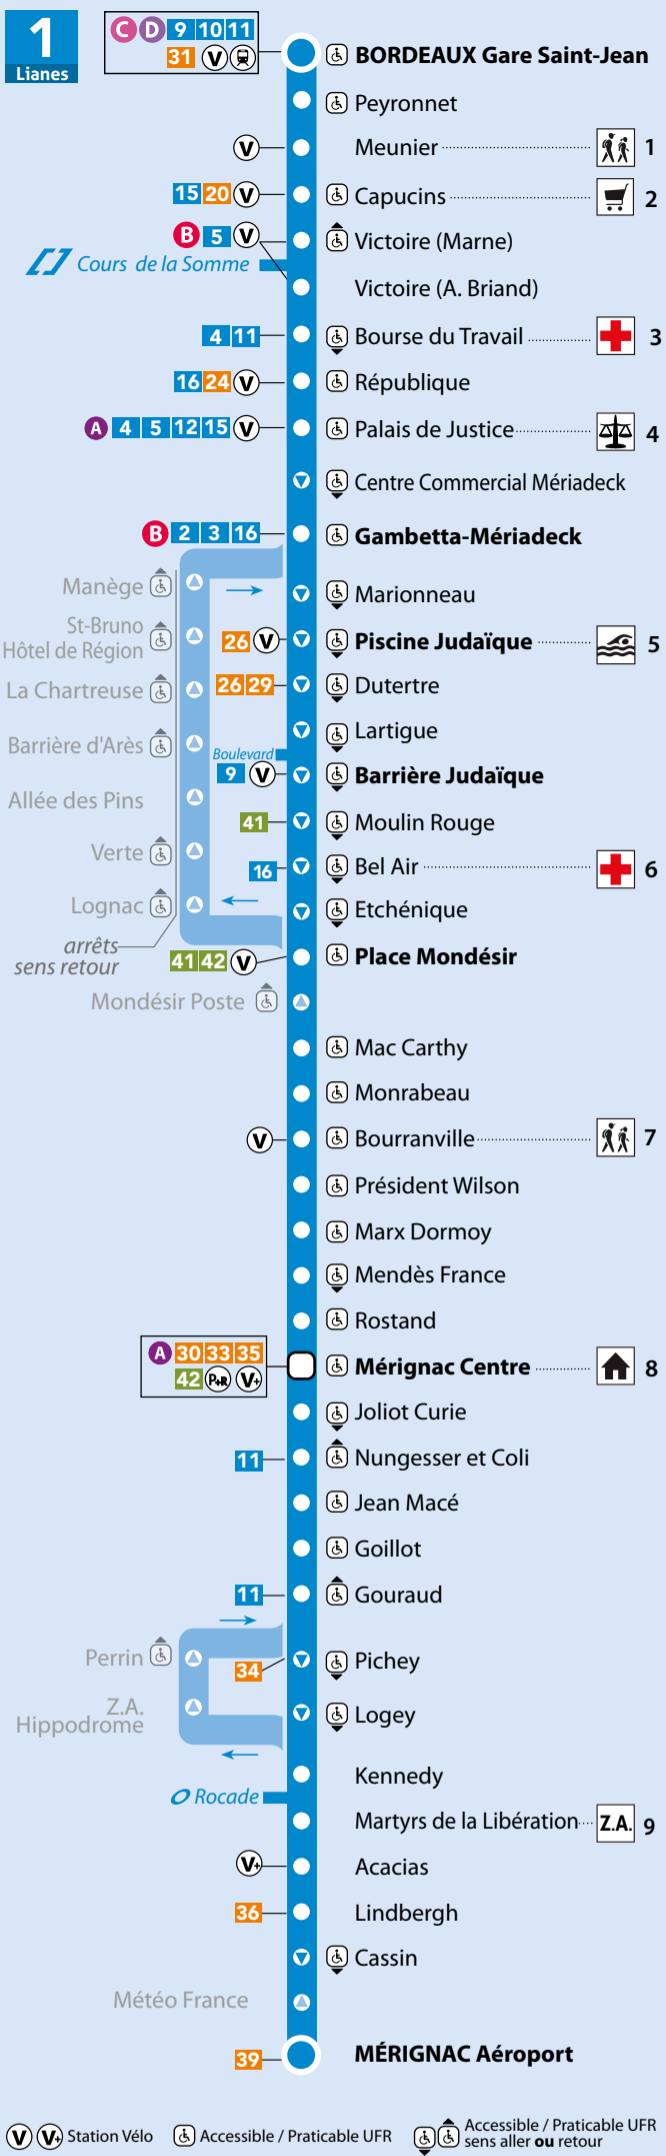 1
Lianes
C D 9 10 11
31 V
BORDEAUX Gare Saint-Jean
Peyronnet
V
Meunier
1
15 20 V
Capucins
2
B 5 V
Victoire (Marne)
Cours de la Somme
Victoire (A. Briand)
4 11
Bourse du Travail
3
16 24 V
République
A 4 5 12 15 V
Palais de Justice
4
Centre Commercial Mériadeck
B 2 3 16
Gambetta-Mériadeck
Manège
Marionneau
St-Bruno
Hôtel de Région
26 V
Piscine Judaïque
5
La Chartreuse
26 29
Dutertre
Lartigue
Barrière d'Arès
Boulevard
9 V
Barrière Judaïque
Allée des Pins
41
Moulin Rouge
Verte
16
Bel Air
6
Lognac
Etchénique
arrêts
sens retour
41 42 V
Place Mondésir
Mondésir Poste
Mac Carthy
Monrabeau
V
Bourranville
7
Président Wilson
Marx Dormoy
Mendès France
Rostand
A 30 33 35
42 P+R V+
Mérignac Centre
8
Joliot Curie
11
Nungesser et Coli
Jean Macé
Goillot
11
Gouraud
Perrin
34
Pichey
Z.A.
Hippodrome
Logey
Kennedy
Rocade
Martyrs de la Libération
Z.A. 9
V+
Acacias
36
Lindbergh
Cassin
Météo France
39
MÉRIGNAC Aéroport
V V+ Station Vélo
Accessible / Praticable UFR
Accessible / Praticable UFR
sens aller ou retour